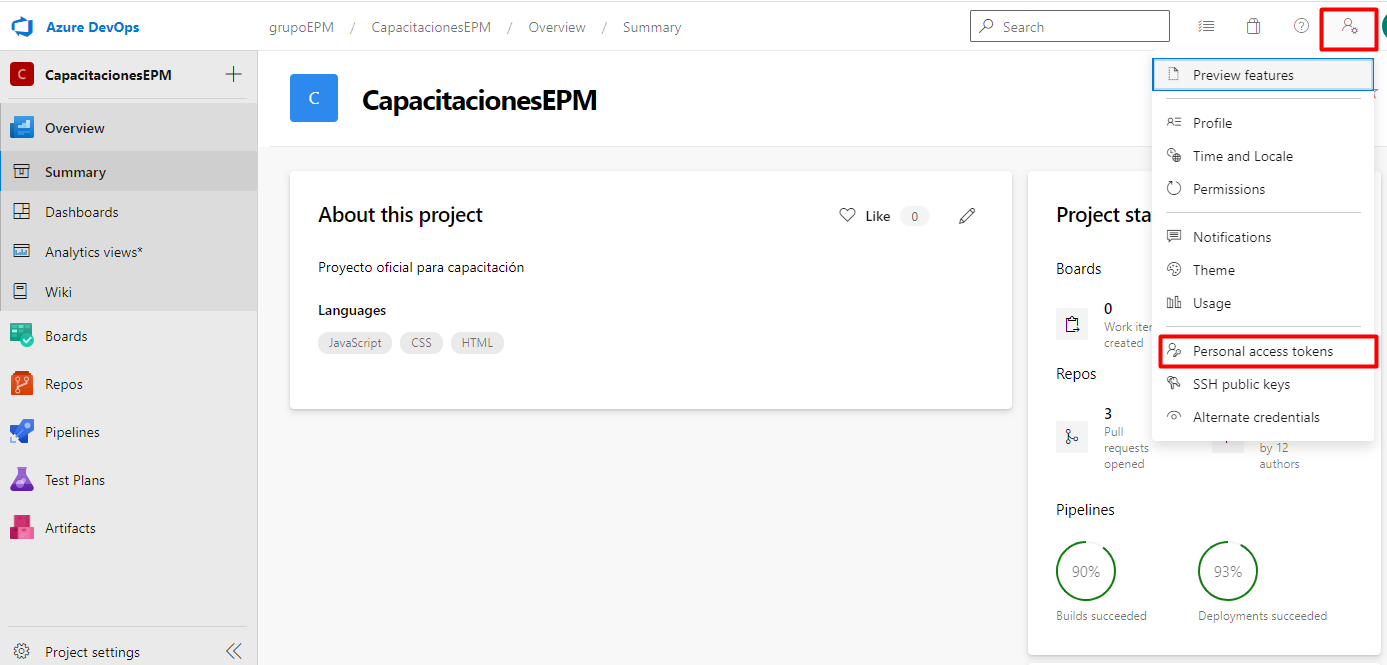 Azure DevOps
grupoEPM / CapacitacionesEPM / Overview / Summary
Search
C
CapacitacionesEPM
Overview
Summary
Dashboards
Analytics views*
Wiki
Boards
Repos
Pipelines
Test Plans
Artifacts
Project settings
C
CapacitacionesEPM
About this project
Like 0
Proyecto oficial para capacitación
Languages
JavaScript CSS HTML
Project sta
Boards
0
Work iter
created
Repos
3
Pull
requests
opened
by 12
authors
Pipelines
90%
Builds succeeded
93%
Deployments succeeded
Preview features
Profile
Time and Locale
Permissions
Notifications
Theme
Usage
Personal access tokens
SSH public keys
Alternate credentials